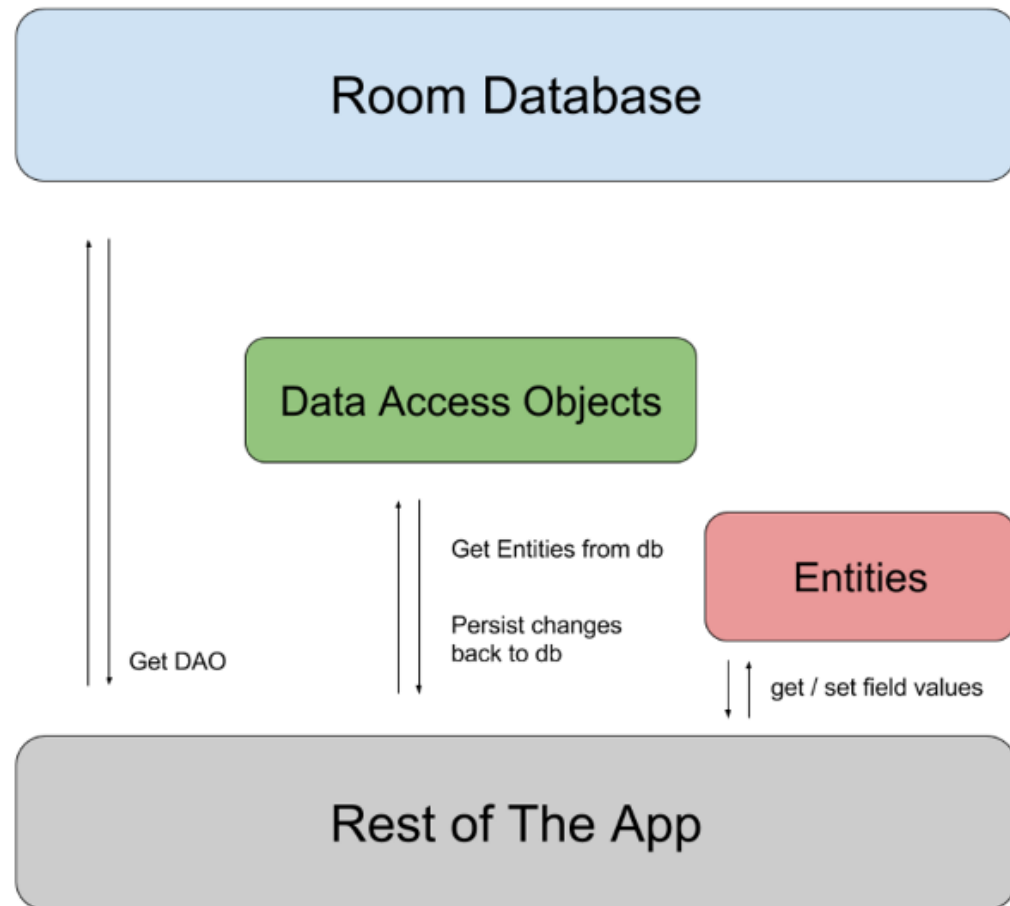 Room Database
Data Access Objects
Get Entities from db
Entities
Persist changes
back to db
Get DAO
get / set field values
Rest of The App